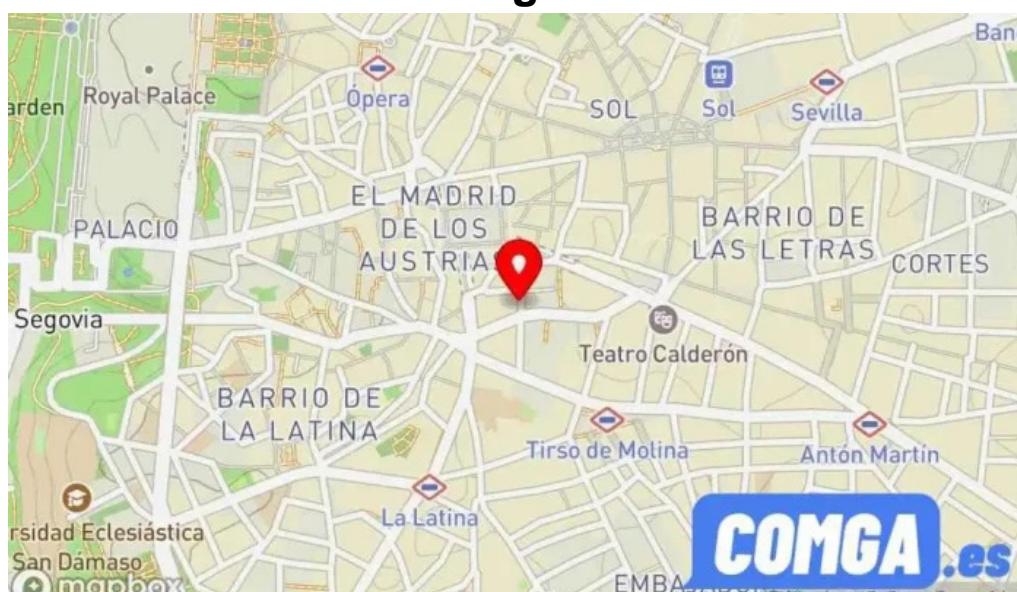 Ban
arden
Royal Palace
Ópera
SOL
Sol
Sevilla
EL MADRID
DE LOS
AUSTRIAS
PALACIO
BARRIO DE
LAS LETRAS
CORTES
Segovia
Teatro Calderón
BARRIO DE
LA LATINA
Tirso de Molina
Antón Martín
La Latina
rsidad Eclesiástica
San Dámaso
mapbox
EMBAJADORES
COMGA.es